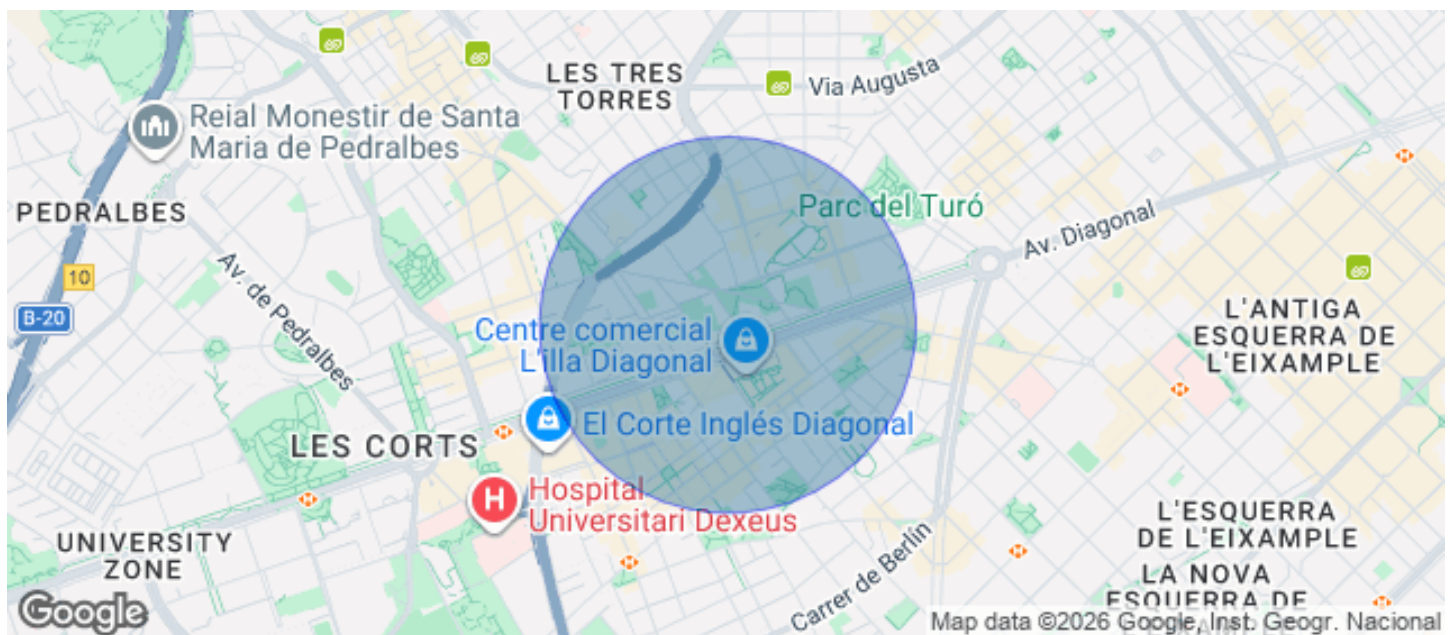 LES TRES
TORRES
Via Augusta
Reial Monestir de Santa
Maria de Pedralbes
PEDRALBES
Parc del Turó
Av. Diagonal
10
B-20
Av. de Pedralbes
L'ANTIGA
ESQUERRA DE
L'EIXAMPLE
Centre comercial
L'illa Diagonal
El Corte Inglés Diagonal
LES CORTS
H
Hospital
Universitari Dexeus
UNIVERSITY
ZONE
L'ESQUERRA
DE L'EIXAMPLE
LA NOVA
ESQUERRA DE
Carrer de Berlín
Google
Map data ©2026 Google, Inst. Geogr. Nacional